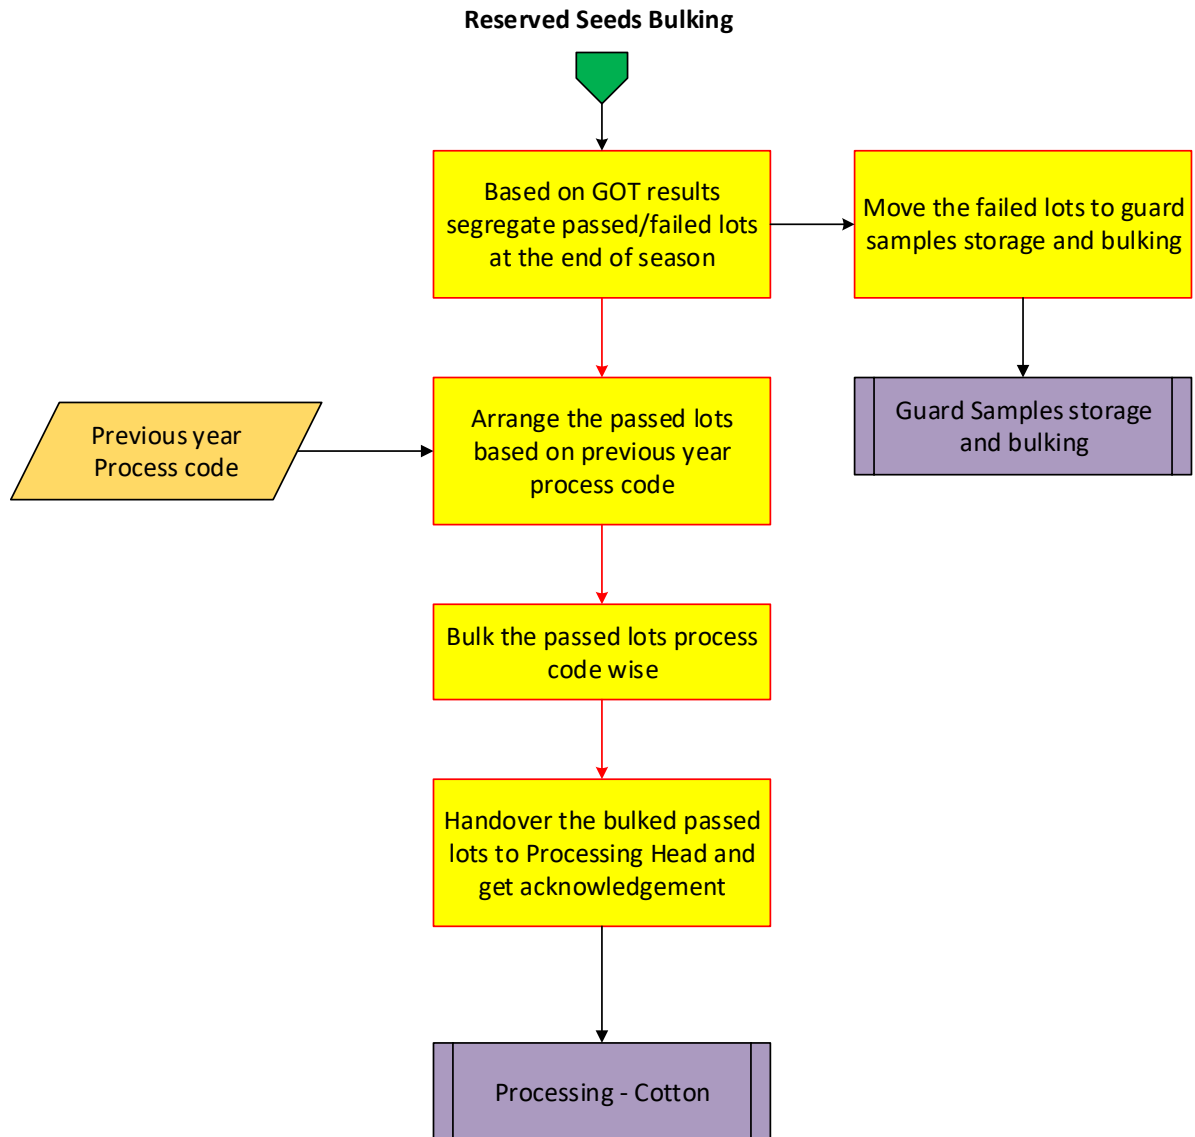 Reserved Seeds Bulking
Based on GOT results
segregate passed/failed lots
at the end of season
Move the failed lots to guard
samples storage and bulking
Previous year
Process code
Arrange the passed lots
based on previous year
process code
Guard Samples storage
and bulking
Bulk the passed lots process
code wise
Handover the bulked passed
lots to Processing Head and
get acknowledgement
Processing - Cotton